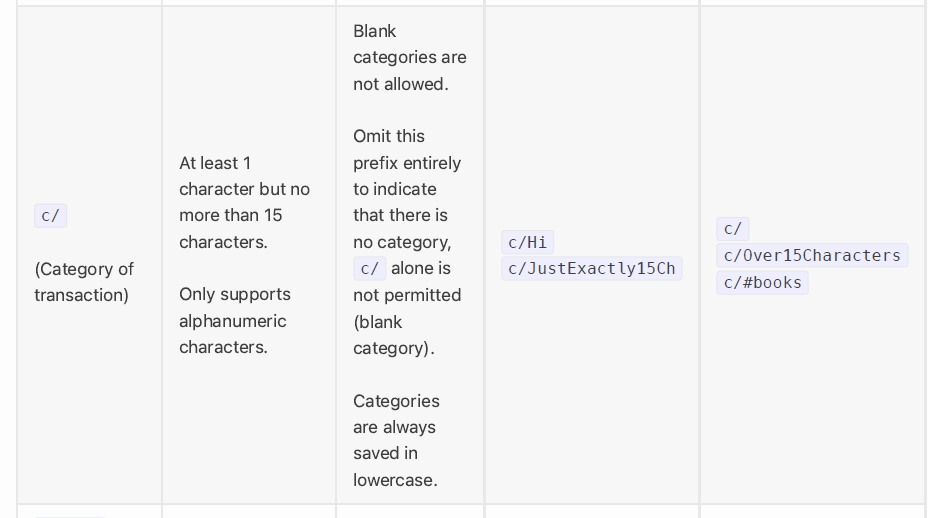 c/
(Category of
transaction)
At least 1
character but no
more than 15
characters.
Only supports
alphanumeric
characters.
Blank
categories are
not allowed.
Omit this
prefix entirely
to indicate
that there is
no category,
c/ alone is
not permitted
(blank
category).
Categories
are always
saved in
lowercase.
c/Hi
c/JustExactly15Ch
c/
c/Over15Characters
c/#books